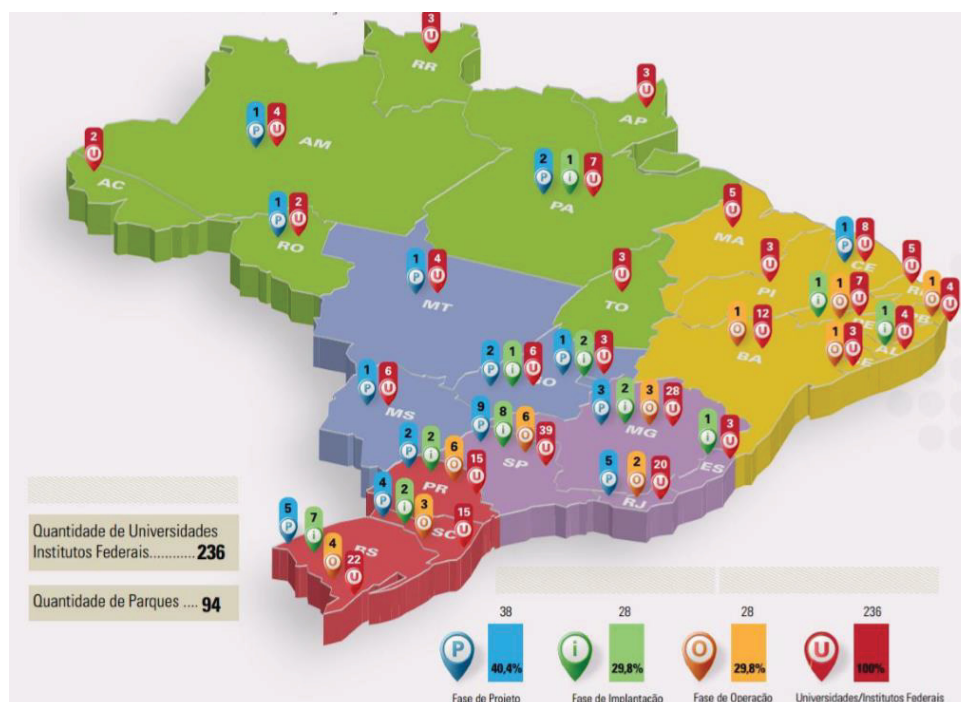 3
U
RR
3
U
AP
1 4
P U
AM
2
U
AC
2 1 7
P i U
PA
1 2
P U
RO
5
U
MA
1 8
P U
CE
3
U
PI
5
U
1 4
P U
MT
3
U
TO
1 1 7
i O U
1 4
O U
PB
1 12
O U
BA
1 3
O U
1 4
i U
AL
2 1 6
P i U
1 2 3
P i U
1 6
P U
MS
3 2 3 28
P i O U
MG
9 8 6 39
P i O U
SP
1 3
i U
ES
2 2 6 15
P i O U
PR
5 2 20
P O U
RJ
4 2 3 15
P i O U
SC
5 7 4 22
P i O U
RS
Quantidade de Universidades
Institutos Federais............ 236
Quantidade de Parques .... 94
38 28 28 236
P 40,4% i 29,8% O 29,8% U 100%
Fase de Projeto Fase de Implantação Fase de Operação Universidades/Institutos Federais